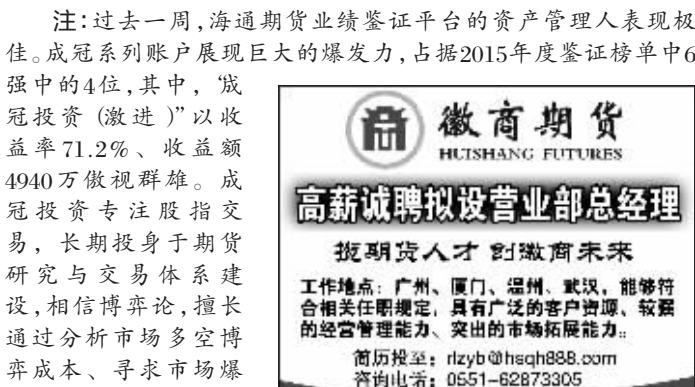 注:过去一周,海通期货业绩鉴证平台的资产管理人表现极
佳。成冠系列账户展现巨大的爆发力,占据2015年度鉴证榜单中6
强中的4位,其中,“成
冠投资(激进)”以收
益率71.2%、收益额
4940万傲视群雄。成
冠投资专注股指交
易,长期投身于期货
研究与交易体系建
设,相信博弈论,擅长
通过分析市场多空博
弈成本、寻求市场爆
徽商期货
HUISHANG FUTURES
高薪诚聘拟设营业部总经理
揽期货人才 创徽商未来
工作地点:广州、厦门、温州、武汉,能够符
合相关任职规定,具有广泛的客户资源、较强
的经营管理能力、突出的市场拓展能力。
简历投至:rlzyb@hsqh888.com
咨询电话:0551-62873305